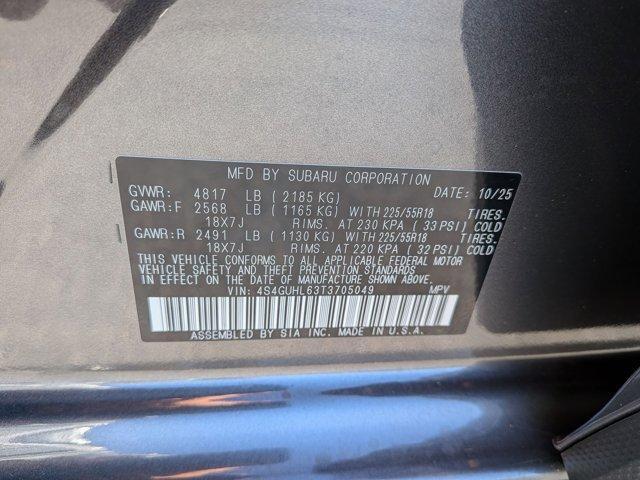 MFD BY SUBARU CORPORATION
GVWR: 4817 LB ( 2185 KG) DATE: 10/25
GAWR:F 2568 LB ( 1165 KG) WITH 225/55R18 TIRES.
18X7J RIMS. AT 230 KPA ( 33 PSI) COLD
GAWR:R 2491 LB ( 1130 KG) WITH 225/55R18 TIRES.
18X7J RIMS. AT 220 KPA ( 32 PSI) COLD
THIS VEHICLE CONFORMS TO ALL APPLICABLE FEDERAL MOTOR
VEHICLE SAFETY AND THEFT PREVENTION STANDARDS
IN EFFECT ON THE DATE OF MANUFACTURE SHOWN ABOVE.
VIN: 4S4GUHL63T3705049 MPV
ASSEMBLED BY SIA INC. MADE IN U.S.A.